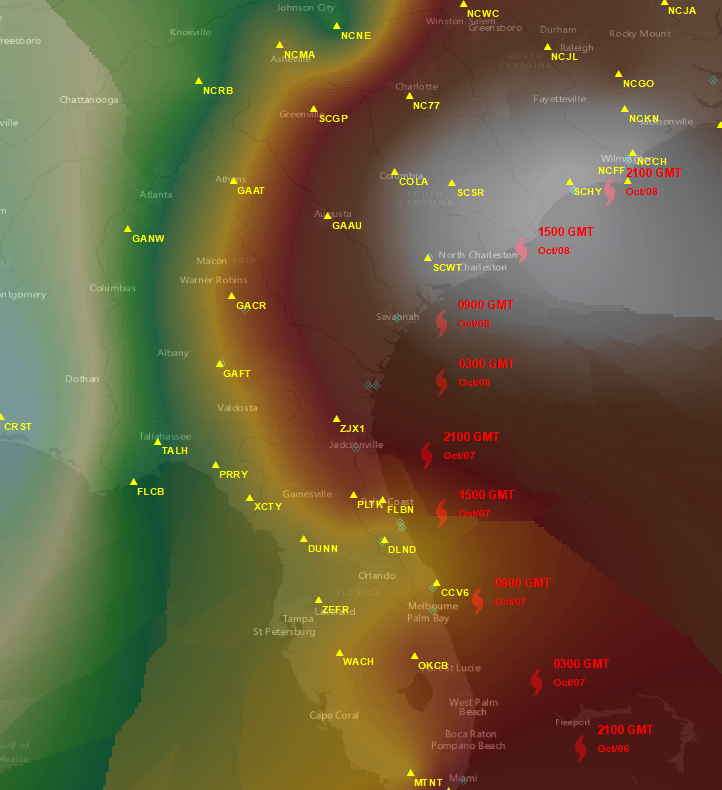 Johnson City
NCWC
NCJA
Winston-Salem
Greensboro
Durham
Rocky Mount
Knoxville
NCNE
reesboro
NCMA
Asheville
NCJL
Raleigh
NORTH
CAROLINA
NCRB
NCGO
Charlotte
Chattanooga
NC77
Fayetteville
Greenville
SCGP
NCKN
ville
Columbia
COLA
Wilmington
NCCH
NCFF
2100 GMT
Oct/08
Athens
GAAT
SCSR
SCHY
Atlanta
CAROLINA
Augusta
GAAU
GANW
1500 GMT
Oct/08
North Charleston
Charleston
SCWT
Macon
Warner Robins
Columbus
ntgomery
GACR
0900 GMT
Savannah
Oct/08
Albany
GAFT
0300 GMT
Oct/08
Dothan
Valdosta
CRST
ZJX1
Tallahassee
TALH
Jacksonville
2100 GMT
Oct/07
PRRY
FLCB
Gainesville
XCTY
PLTK
Coast
FLBN
1500 GMT
Oct/07
DUNN
DLND
Orlando
CCV6
0900 GMT
Oct/07
FLORIDA
ZEFR
Lakeland
Melbourne
Palm Bay
Tampa
St Petersburg
WACH
OKCB
St Lucie
0300 GMT
Oct/07
West Palm
Beach
Cape Coral
Freeport
Boca Raton
Pompano Beach
2100 GMT
Oct/06
Gulf of
Mexico
MTNT
Miami